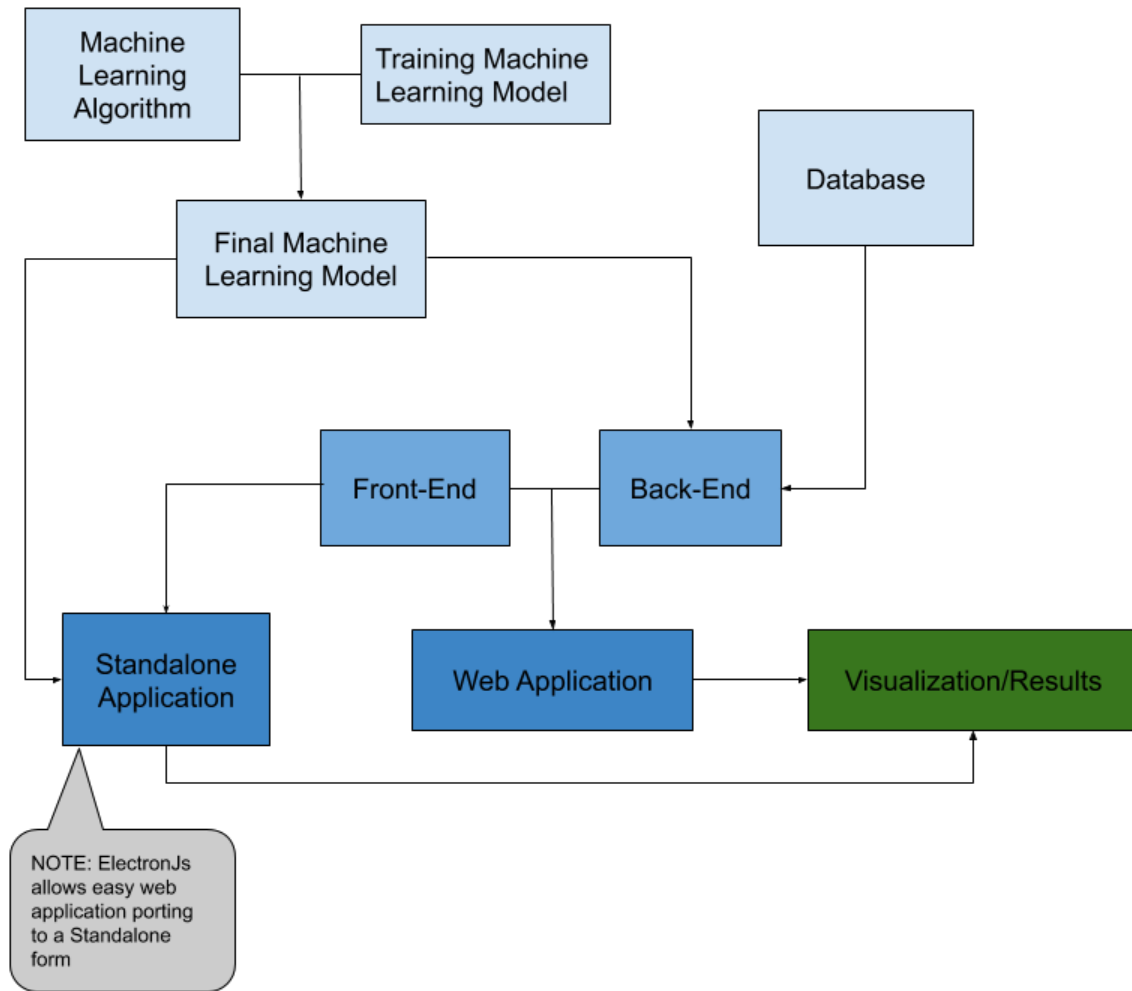 Machine
Learning
Algorithm
Training Machine
Learning Model
Database
Final Machine
Learning Model
Front-End
Back-End
Standalone
Application
Web Application
Visualization/Results
NOTE: ElectronJs
allows easy web
application porting
to a Standalone
form